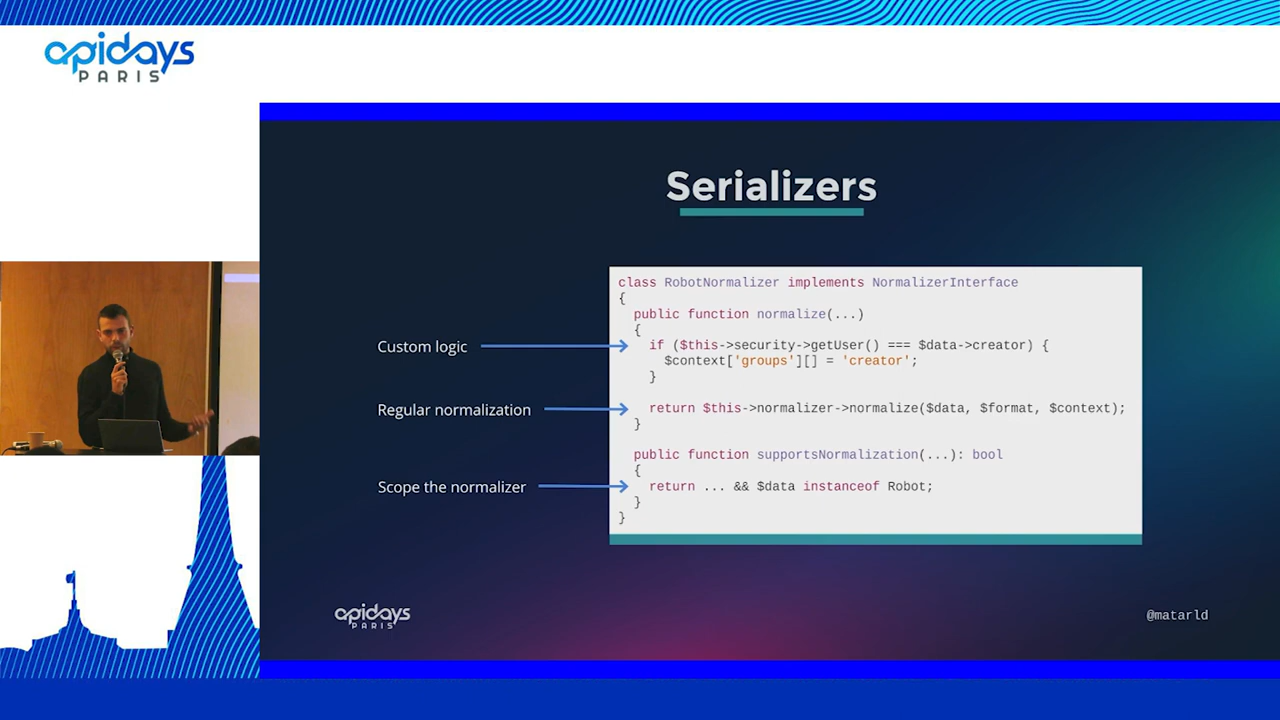 apidays
PARIS
Serializers
class RobotNormalizer implements NormalizerInterface
{
public function normalize(...)
{
Custom logic
if ($this->security->getUser() === $data->creator) {
$context['groups'][] = 'creator';
}
Regular normalization
return $this->normalizer->normalize($data, $format, $context);
}
public function supportsNormalization(...): bool
{
Scope the normalizer
return ... && $data instanceof Robot;
}
}
apidays
PARIS
@matarld